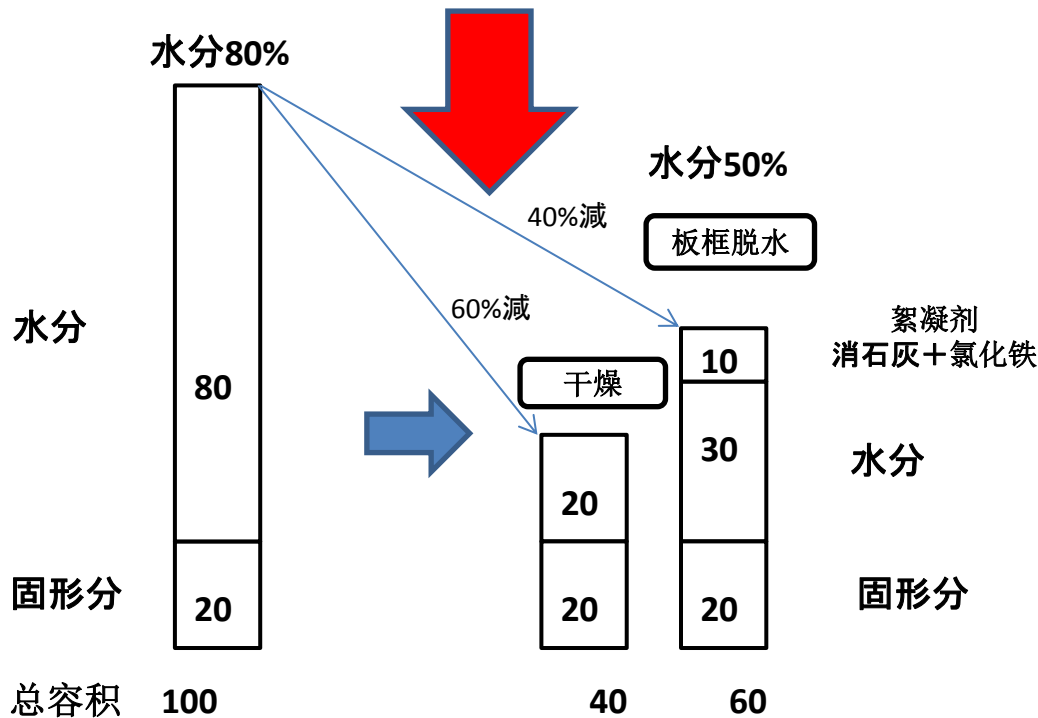 水分80%
水分50%
40%減
板框脱水
60%減
絮凝剂
消石灰＋氯化铁
水分
干燥
10
80
30
水分
20
固形分
20
20
20
固形分
总容积
100
40
60